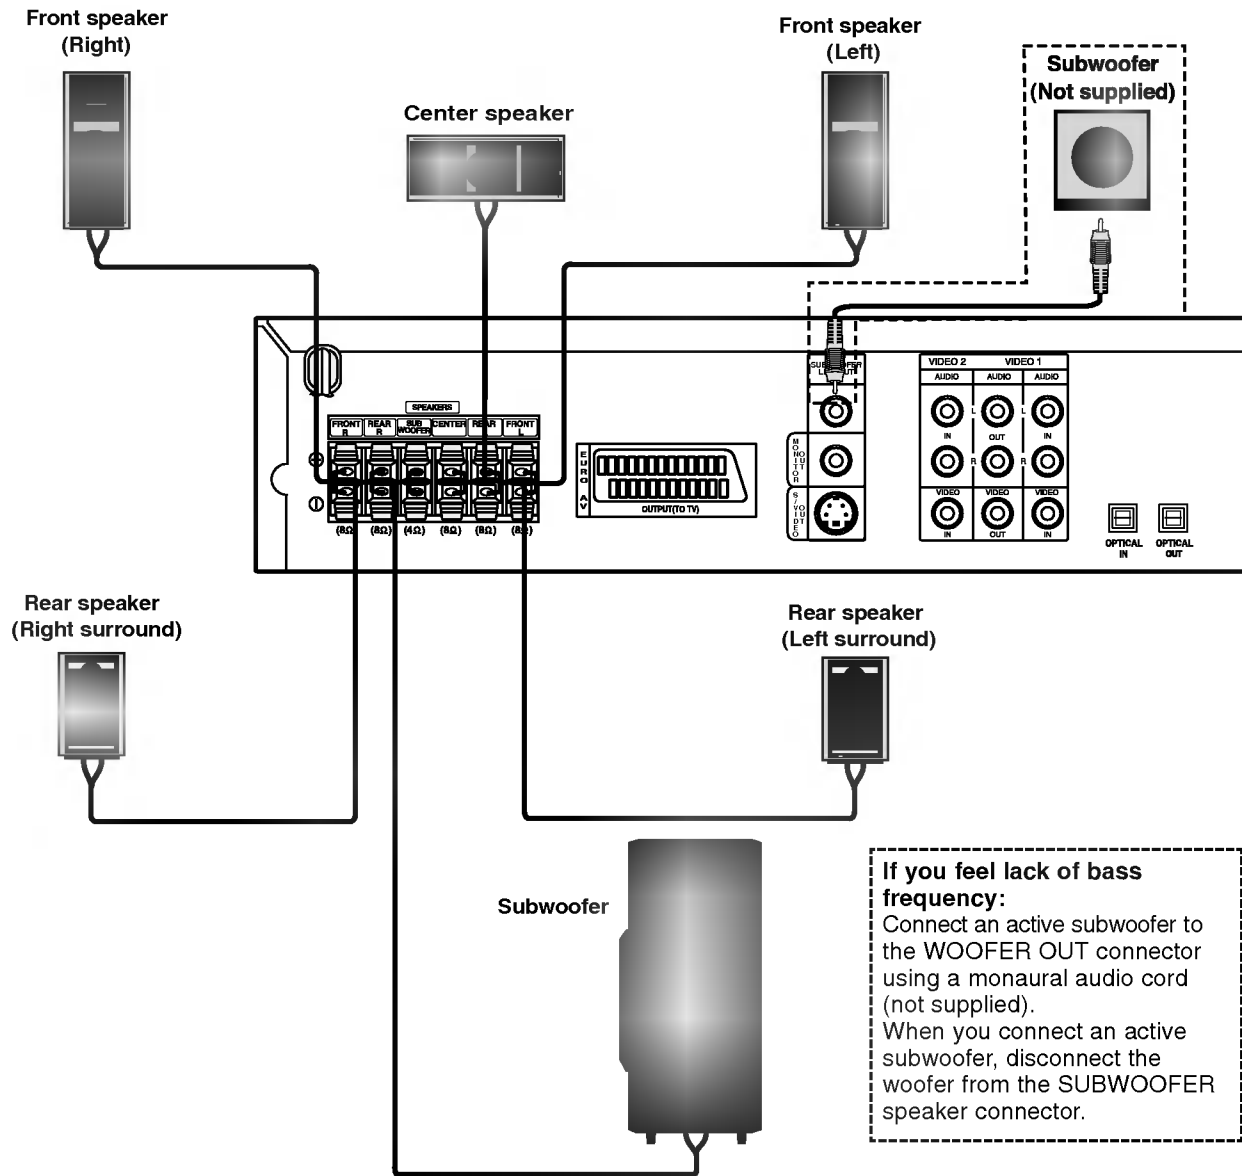 Front speaker
(Right)
Front speaker
(Left)
Subwoofer
(Not supplied)
Center speaker
SPEAKERS
FRONT
R
REAR
R
SUB
WOOFER
CENTER
REAR
FRONT
L
(8Ω)
(8Ω)
(4Ω)
(8Ω)
(8Ω)
(8Ω)
EURO AV
OUTPUT(TO TV)
MONITOR
OUT
S/VIDEO
OUT
VIDEO 2
VIDEO 1
AUDIO
AUDIO
AUDIO
L
L
IN
OUT
IN
R
R
VIDEO
VIDEO
VIDEO
IN
OUT
IN
OPTICAL
IN
OPTICAL
OUT
Rear speaker
(Right surround)
Rear speaker
(Left surround)
Subwoofer
If you feel lack of bass
frequency:
Connect an active subwoofer to
the WOOFER OUT connector
using a monaural audio cord
(not supplied).
When you connect an active
subwoofer, disconnect the
woofer from the SUBWOOFER
speaker connector.